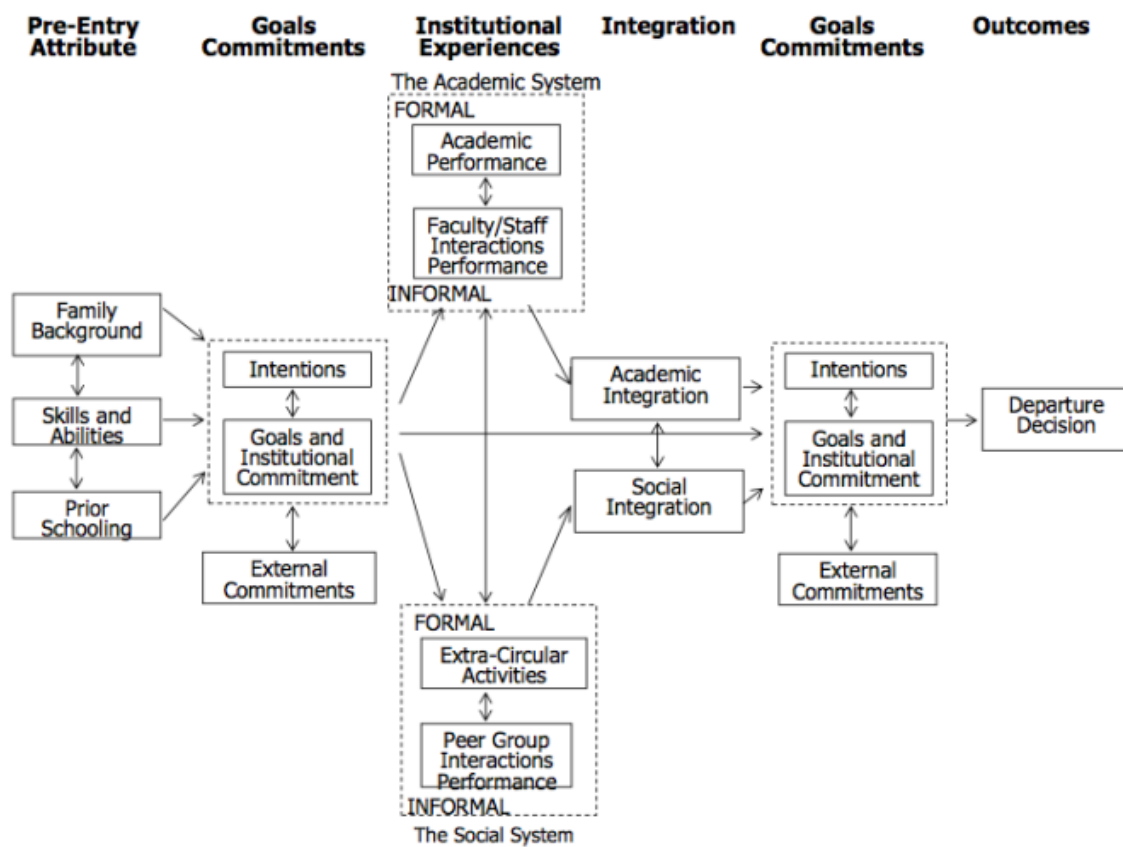 Pre-Entry
Attribute
Goals
Commitments
Institutional
Experiences
Integration
Goals
Commitments
Outcomes
The Academic System
FORMAL
Academic
Performance
Faculty/Staff
Interactions
Performance
INFORMAL
Family
Background
Skills and
Abilities
Prior
Schooling
Intentions
Goals and
Institutional
Commitment
External
Commitments
Academic
Integration
Social
Integration
Intentions
Goals and
Institutional
Commitment
External
Commitments
Departure
Decision
FORMAL
Extra-Circular
Activities
Peer Group
Interactions
Performance
INFORMAL
The Social System